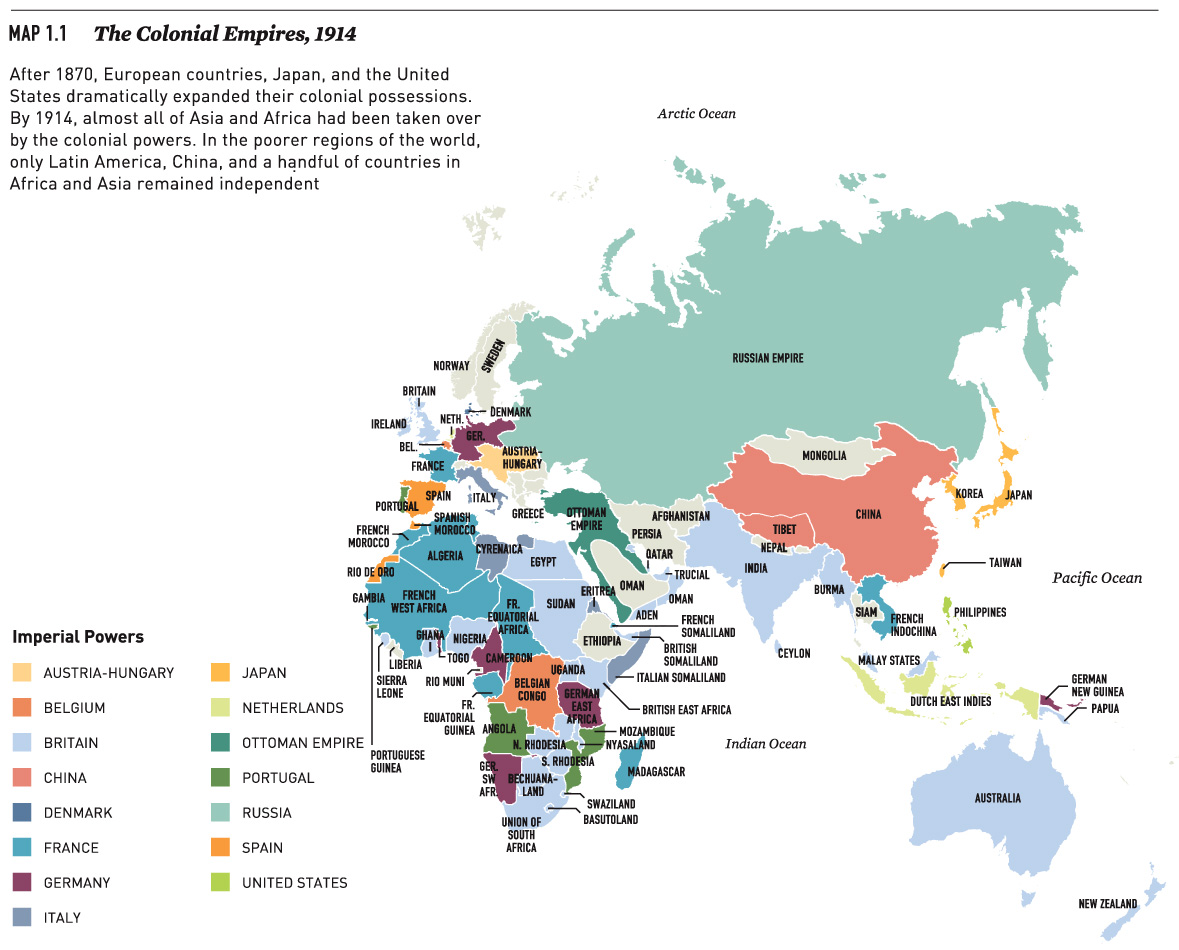 MAP 1.1 The Colonial Empires, 1914
After 1870, European countries, Japan, and the United
States dramatically expanded their colonial possessions.
By 1914, almost all of Asia and Africa had been taken over
by the colonial powers. In the poorer regions of the world,
only Latin America, China, and a handful of countries in
Africa and Asia remained independent
Arctic Ocean
RUSSIAN EMPIRE
NORWAY
SWEDEN
BRITAIN
IRELAND
NETH.
DENMARK
BEL.
GER.
FRANCE
AUSTRIA-
HUNGARY
PORTUGAL
SPAIN
ITALY
GREECE
SPANISH
MOROCCO
FRENCH
MOROCCO
OTTOMAN
EMPIRE
AFGHANISTAN
PERSIA
MONGOLIA
CHINA
TIBET
NEPAL
KOREA
JAPAN
TAIWAN
Pacific Ocean
ALGERIA
CYRENAICA
EGYPT
QATAR
OMAN
TRUCIAL
OMAN
INDIA
BURMA
SIAM
FRENCH
INDOCHINA
PHILIPPINES
RIO DE ORO
GAMBIA
FRENCH
WEST AFRICA
FR.
EQUATORIAL
AFRICA
SUDAN
ERITREA
ADEN
FRENCH
SOMALILAND
ETHIOPIA
BRITISH
SOMALILAND
ITALIAN SOMALILAND
CEYLON
MALAY STATES
GHANA
NIGERIA
LIBERIA
TOGO
CAMEROON
SIERRA
LEONE
RIO MUNI
UGANDA
BELGIAN
CONGO
GERMAN
EAST
AFRICA
BRITISH EAST AFRICA
DUTCH EAST INDIES
GERMAN
NEW GUINEA
PAPUA
FR.
EQUATORIAL
GUINEA
PORTUGUESE
GUINEA
ANGOLA
MOZAMBIQUE
N. RHODESIA
NYASALAND
S. RHODESIA
Indian Ocean
GER.
SW
AFR.
BECHUANA-
LAND
MADAGASCAR
SWAZILAND
BASUTOLAND
UNION OF
SOUTH
AFRICA
AUSTRALIA
NEW ZEALAND
Imperial Powers
AUSTRIA-HUNGARY
BELGIUM
BRITAIN
CHINA
DENMARK
FRANCE
GERMANY
ITALY
JAPAN
NETHERLANDS
OTTOMAN EMPIRE
PORTUGAL
RUSSIA
SPAIN
UNITED STATES